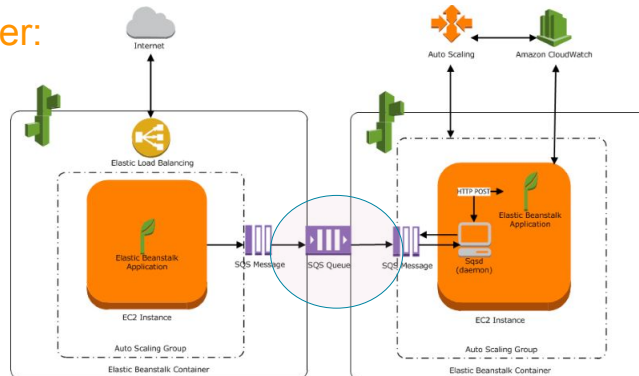 er:
Internet
Auto Scaling
Amazon CloudWatch
Elastic Load Balancing
HTTP POST
Elastic Beanstalk
Application
Elastic Beanstalk
Application
SQS Message
SQS Queue
SQS Message
Sqsd
(daemon)
EC2 Instance
EC2 Instance
Auto Scaling Group
Auto Scaling Group
Elastic Beanstalk Container
Elastic Beanstalk Container